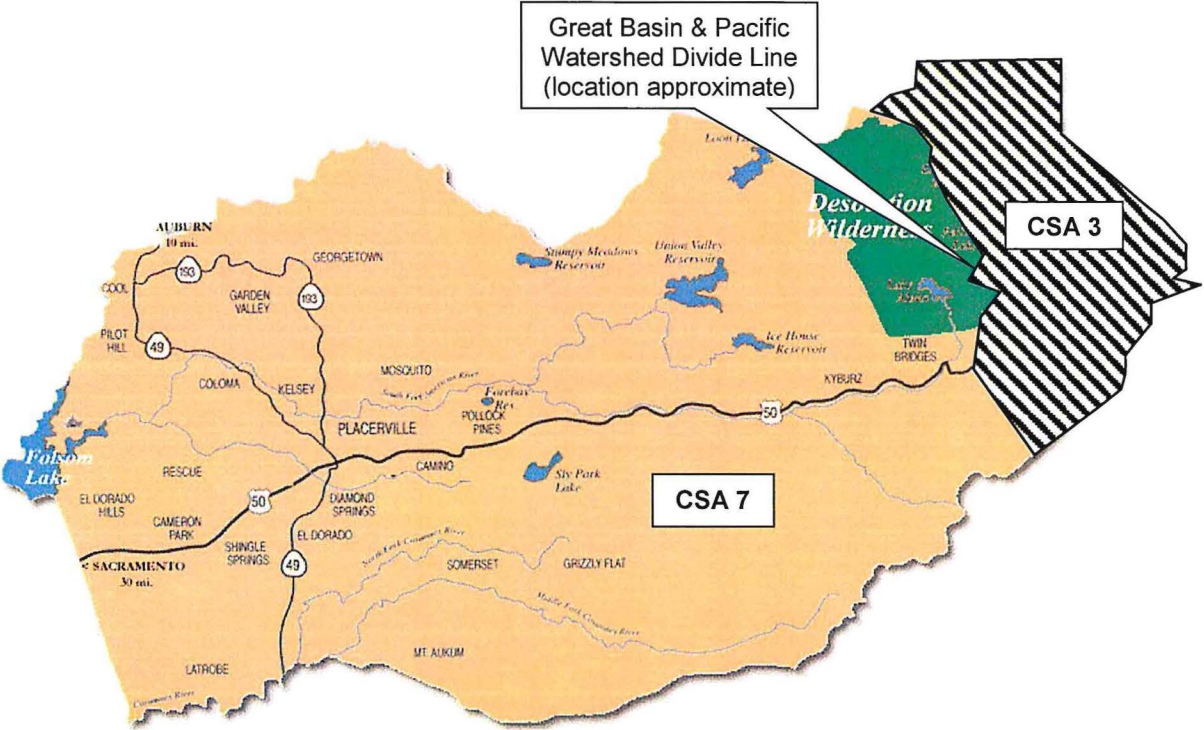 Great Basin & Pacific
Watershed Divide Line
(location approximate)
Loon
Desolation
Wilderness
CSA 3
AUBURN
10 mi.
193
GEORGETOWN
Stumpy Meadows
Reservoir
Union Valley
Reservoir
COOL
GARDEN
VALLEY
193
Lake
Aloha
PILOT
HILL
49
Ice House
Reservoir
TWIN
BRIDGES
COLOMA
KELSEY
MOSQUITO
South Fork American River
KYBURZ
Forebay
Res
POLLOCK
PINES
50
PLACERVILLE
Folsom
Lake
RESCUE
CAMINO
Sly Park
Lake
CSA 7
EL DORADO
HILLS
50
DIAMOND
SPRINGS
CAMERON
PARK
SHINGLE
SPRINGS
EL DORADO
North Fork Cosumnes River
< SACRAMENTO
30 mi.
49
SOMERSET
GRIZZLY FLAT
Middle Fork Cosumnes River
MT. AUKUM
LATROBE
Cosumnes River